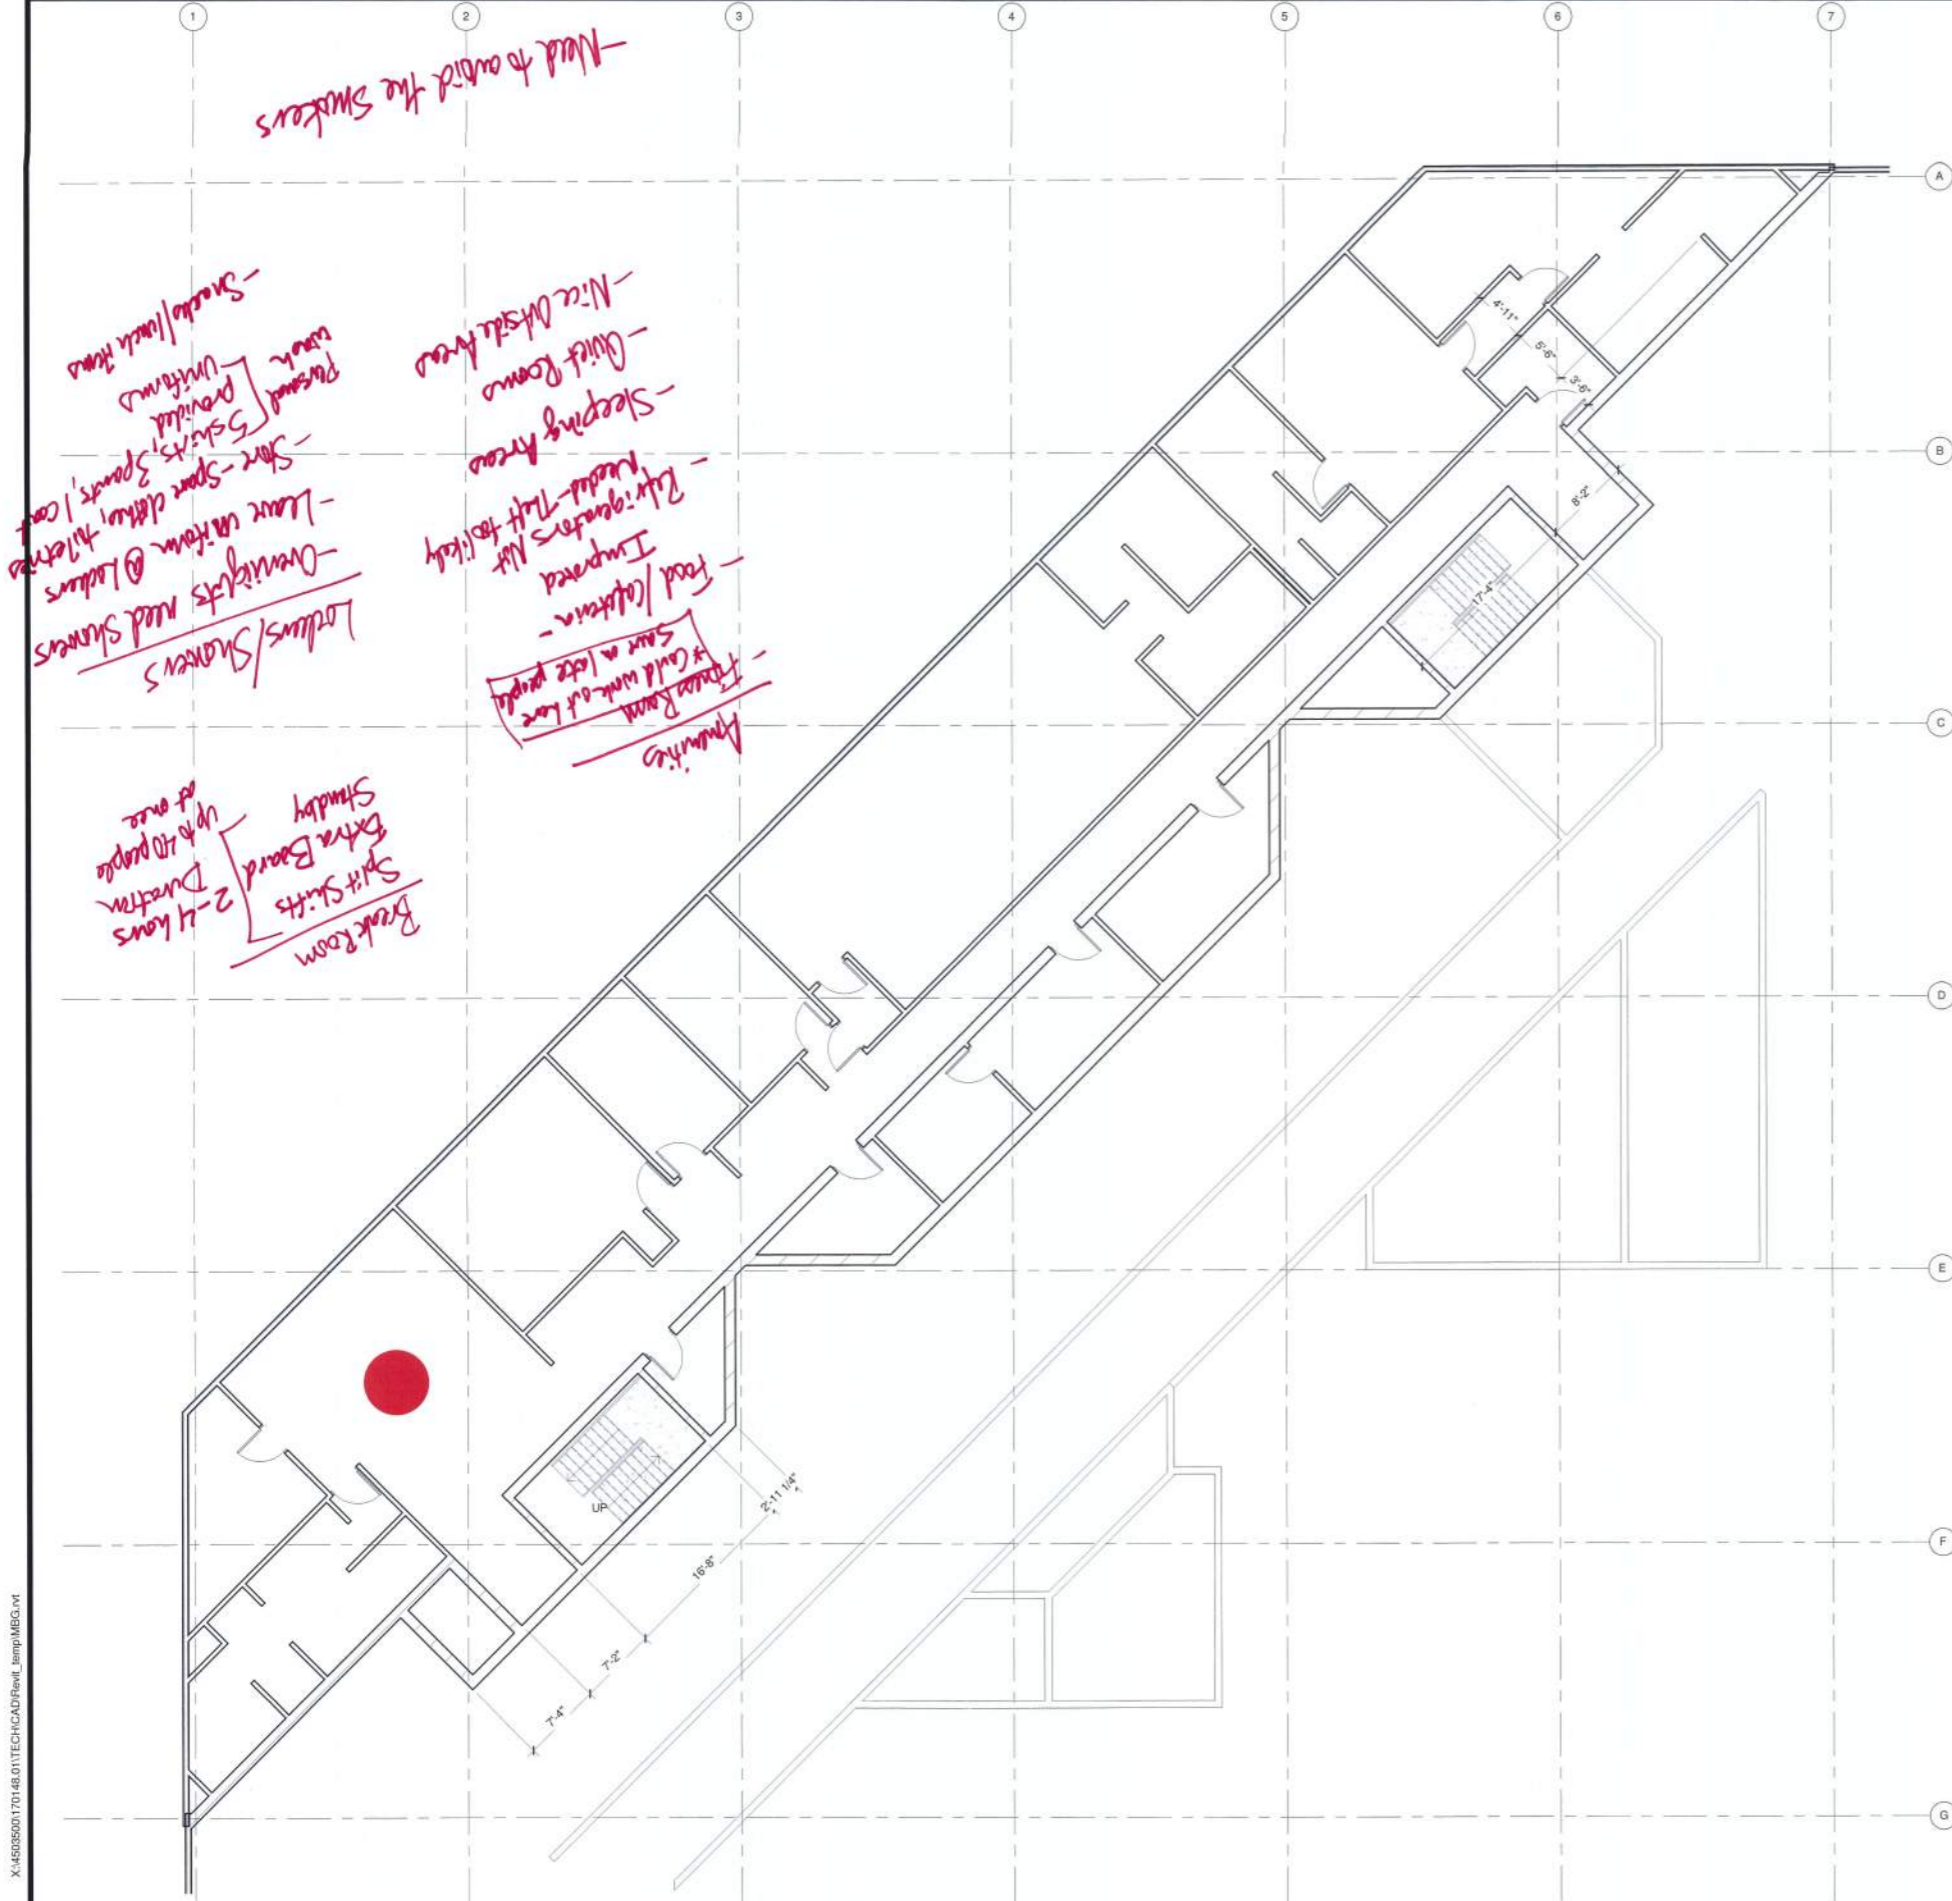 1
2
3
4
5
6
7
A
B
C
D
E
F
G
Break Room
Split Shifts
Extra Board
Standby
2-4 hours
Duration
up to 40 people
at once
Amenities
- Fitness Room
* Could work out here
Save on late people
- Food / Cafeteria -
Improved
- Refrigerators Not
Needed - Theft too likely
- Sleeping Areas
- Quiet Rooms
- Nice Outside Areas
Lockers/Showers
- Overnights need Showers
- Leave uniform @ Lockers
- Store - Spare clothes, toiletries
5 shirts, 3 pants, 1 coat
provided
- Uniforms
Personal
wash
- Snacks/lunch items
- Need to avoid the Smokers
4'-11"
5'-6"
3'-6"
8'-2"
17'-4"
UP
2'-11 1/4"
16'-8"
7'-2"
7'-4"
X:\4503500\170148.01\TECH\CAD\Revit_temp\MBG.rvt